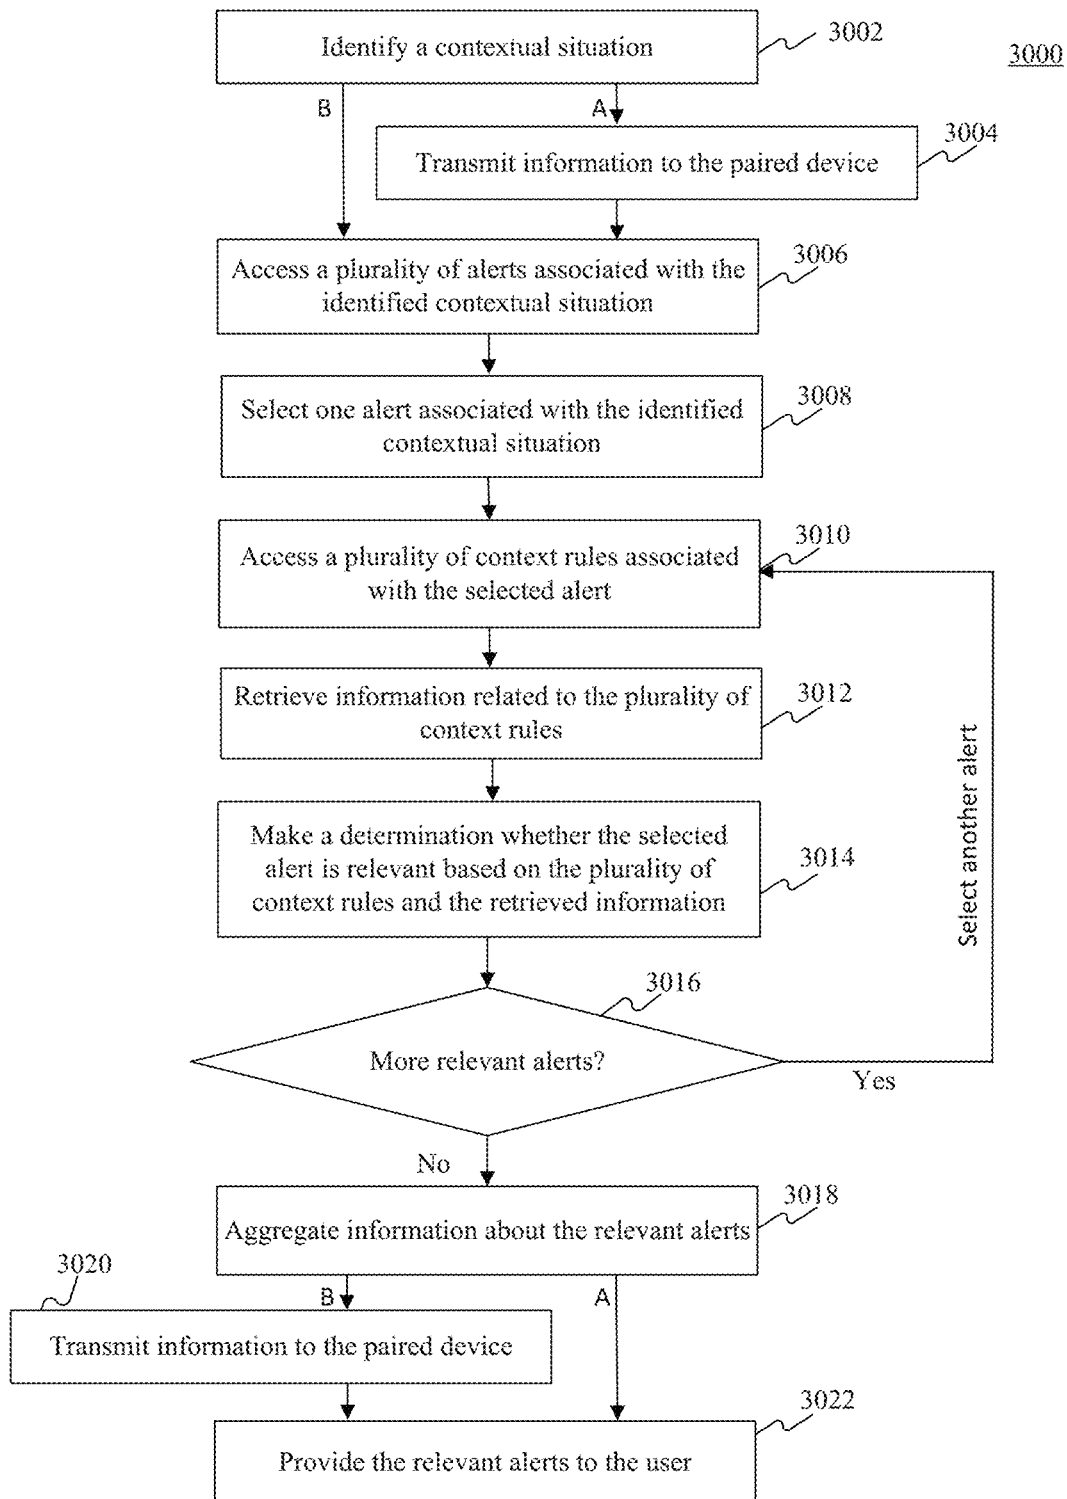 Identify a contextual situation
3002
3000
B
A
3004
Transmit information to the paired device
3006
Access a plurality of alerts associated with the
identified contextual situation
3008
Select one alert associated with the identified
contextual situation
3010
Access a plurality of context rules associated
with the selected alert
3012
Retrieve information related to the plurality of
context rules
Select another alert
Make a determination whether the selected
alert is relevant based on the plurality of
context rules and the retrieved information
3014
3016
More relevant alerts?
Yes
No
3018
Aggregate information about the relevant alerts
3020
B
A
Transmit information to the paired device
3022
Provide the relevant alerts to the user